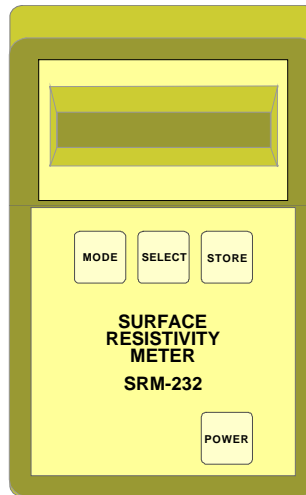 MODE SELECT STORE
SURFACE
RESISTIVITY
METER
SRM-232
POWER